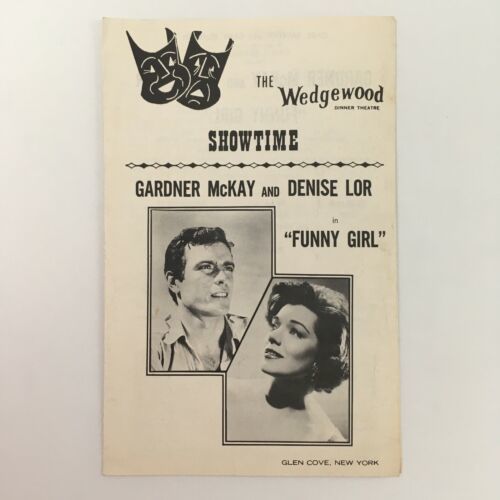 THE Wedgewood
DINNER THEATRE
SHOWTIME
GARDNER McKAY AND DENISE LOR
in
"FUNNY GIRL"
GLEN COVE, NEW YORK